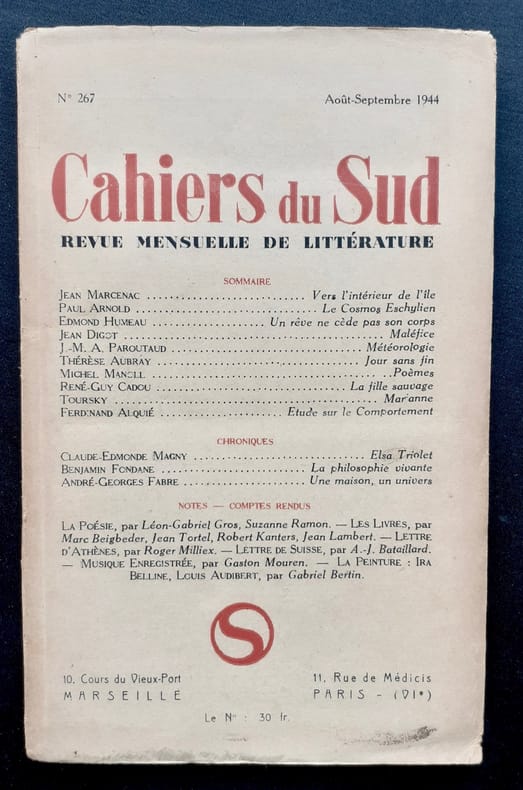 N° 267 Août-Septembre 1944
Cahiers du Sud
REVUE MENSUELLE DE LITTÉRATURE
SOMMAIRE
JEAN MARCENAC ........................... Vers l'intérieur de l'île
PAUL ARNOLD ............................... Le Cosmos Eschylien
EDMOND HUMEAU ................... Un rêve ne cède pas son corps
JEAN DIGOT ................................................ Maléfice
J.-M. A. PAROUTAUD ................................. Météorologie
THÉRÈSE AUBRAY ................................... Jour sans fin
MICHEL MANOLL ......................................... Poèmes
RENÉ-GUY CADOU ............................... La fille sauvage
TOURSKY ................................................ Marianne
FERDINAND ALQUIÉ ..................... Etude sur le Comportement
CHRONIQUES
CLAUDE-EDMONDE MAGNY .............................. Elsa Triolet
BENJAMIN FONDANE ........................ La philosophie vivante
ANDRÉ-GEORGES FABRE ..................... Une maison, un univers
NOTES — COMPTES RENDUS
LA POÉSIE, par Léon-Gabriel Gros, Suzanne Ramon. — LES LIVRES, par
Marc Beigbeder, Jean Tortel, Robert Kanters, Jean Lambert. — LETTRE
D'ATHÈNES, par Roger Milliex. — LETTRE DE SUISSE, par A.-J. Bataillard.
— MUSIQUE ENREGISTRÉE, par Gaston Mouren. — LA PEINTURE : IRA
BELLINE, LOUIS AUDIBERT, par Gabriel Bertin.
S
10. Cours du Vieux-Port 11. Rue de Médicis
MARSEILLE PARIS - (VIe)
Le N° : 30 fr.